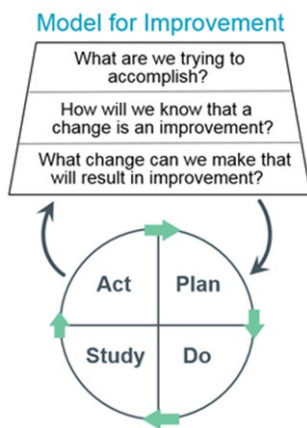 Model for Improvement
What are we trying to
accomplish?
How will we know that a
change is an improvement?
What change can we make that
will result in improvement?
Act
Plan
Study
Do